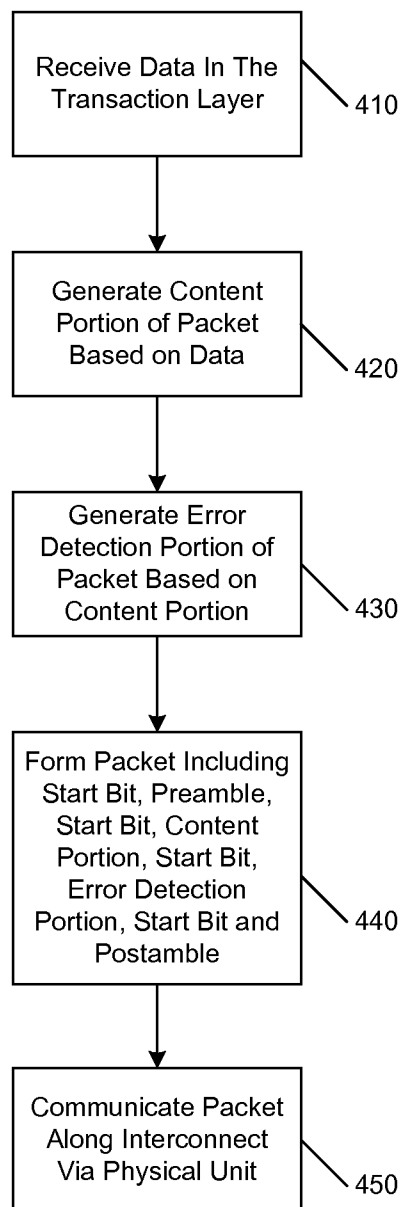 Receive Data In The
Transaction Layer
410
Generate Content
Portion of Packet
Based on Data
420
Generate Error
Detection Portion of
Packet Based on
Content Portion
430
Form Packet Including
Start Bit, Preamble,
Start Bit, Content
Portion, Start Bit,
Error Detection
Portion, Start Bit and
Postamble
440
Communicate Packet
Along Interconnect
Via Physical Unit
450